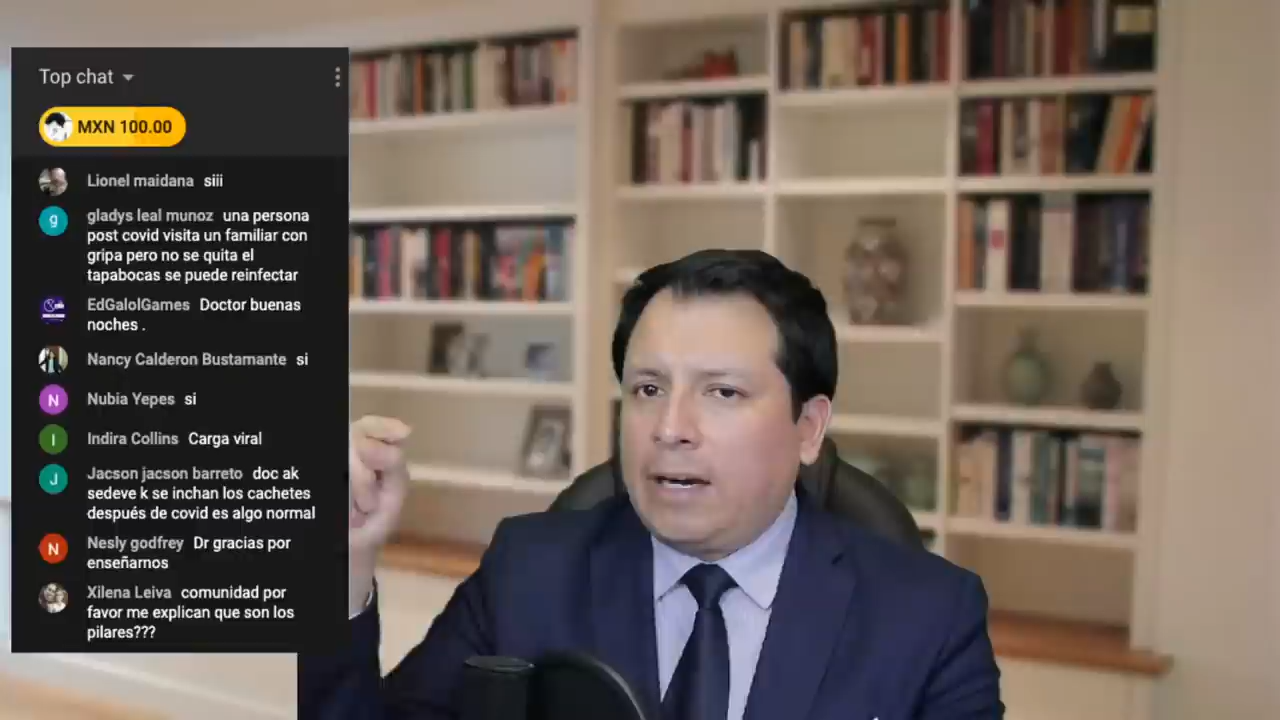 Top chat
MXN 100.00
Lionel maidana siii
gladys leal munoz una persona
post covid visita un familiar con
gripa pero no se quita el
tapabocas se puede reinfectar
EdGalolGames Doctor buenas
noches .
Nancy Calderon Bustamante si
N Nubia Yepes si
I Indira Collins Carga viral
J Jacson jacson barreto doc ak
sedeve k se inchan los cachetes
después de covid es algo normal
N Nesly godfrey Dr gracias por
enseñarnos
Xilena Leiva comunidad por
favor me explican que son los
pilares???